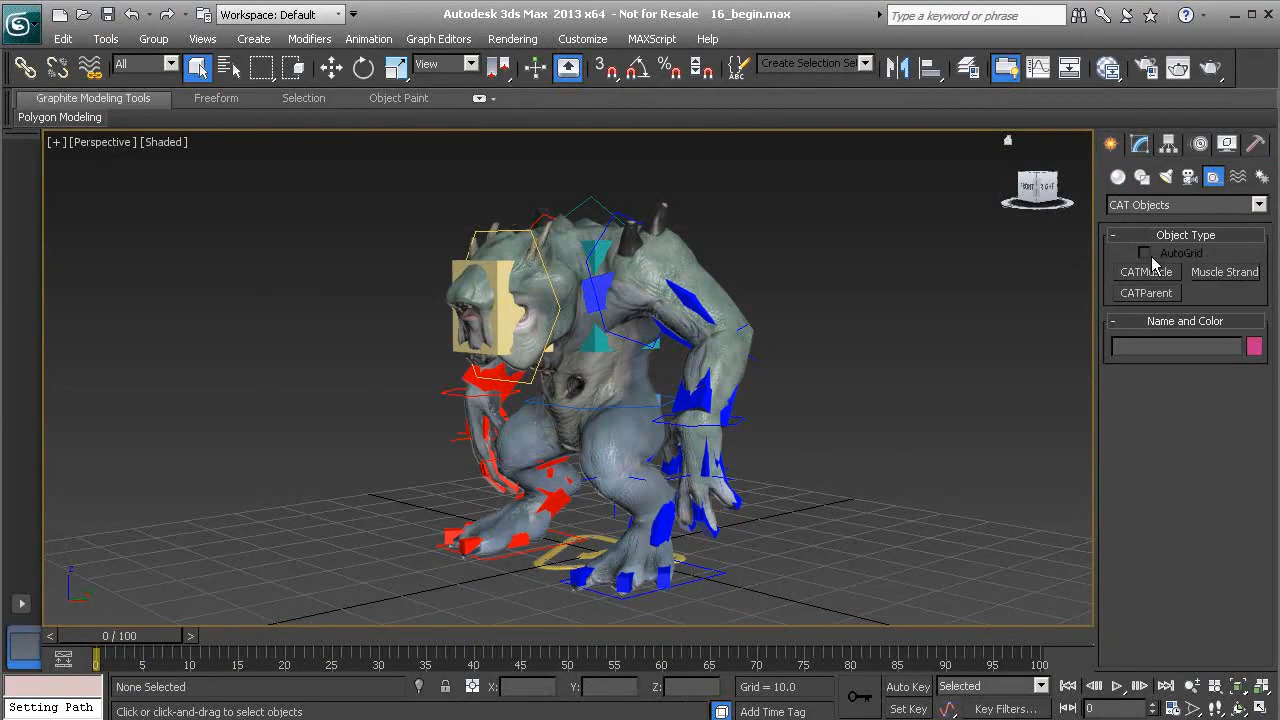 Workspace: Default
Autodesk 3ds Max 2013 x64 - Not for Resale 16_begin.max
Type a keyword or phrase
Edit Tools Group Views Create Modifiers Animation Graph Editors Rendering Customize MAXScript Help
All View 3 Create Selection Se
Graphite Modeling Tools Freeform Selection Object Paint
Polygon Modeling
[+] [Perspective] [Shaded]
FRONT RIGHT
CAT Objects
- Object Type
AutoGrid
CATMuscle Muscle Strand
CATParent
- Name and Color
z
< 0 / 100 >
0 5 10 15 20 25 30 35 40 45 50 55 60 65 70 75 80 85 90 95 100
None Selected X: Y: Z: Grid = 10.0 Auto Key Selected
Setting Path Click or click-and-drag to select objects Add Time Tag Set Key Key Filters... 0